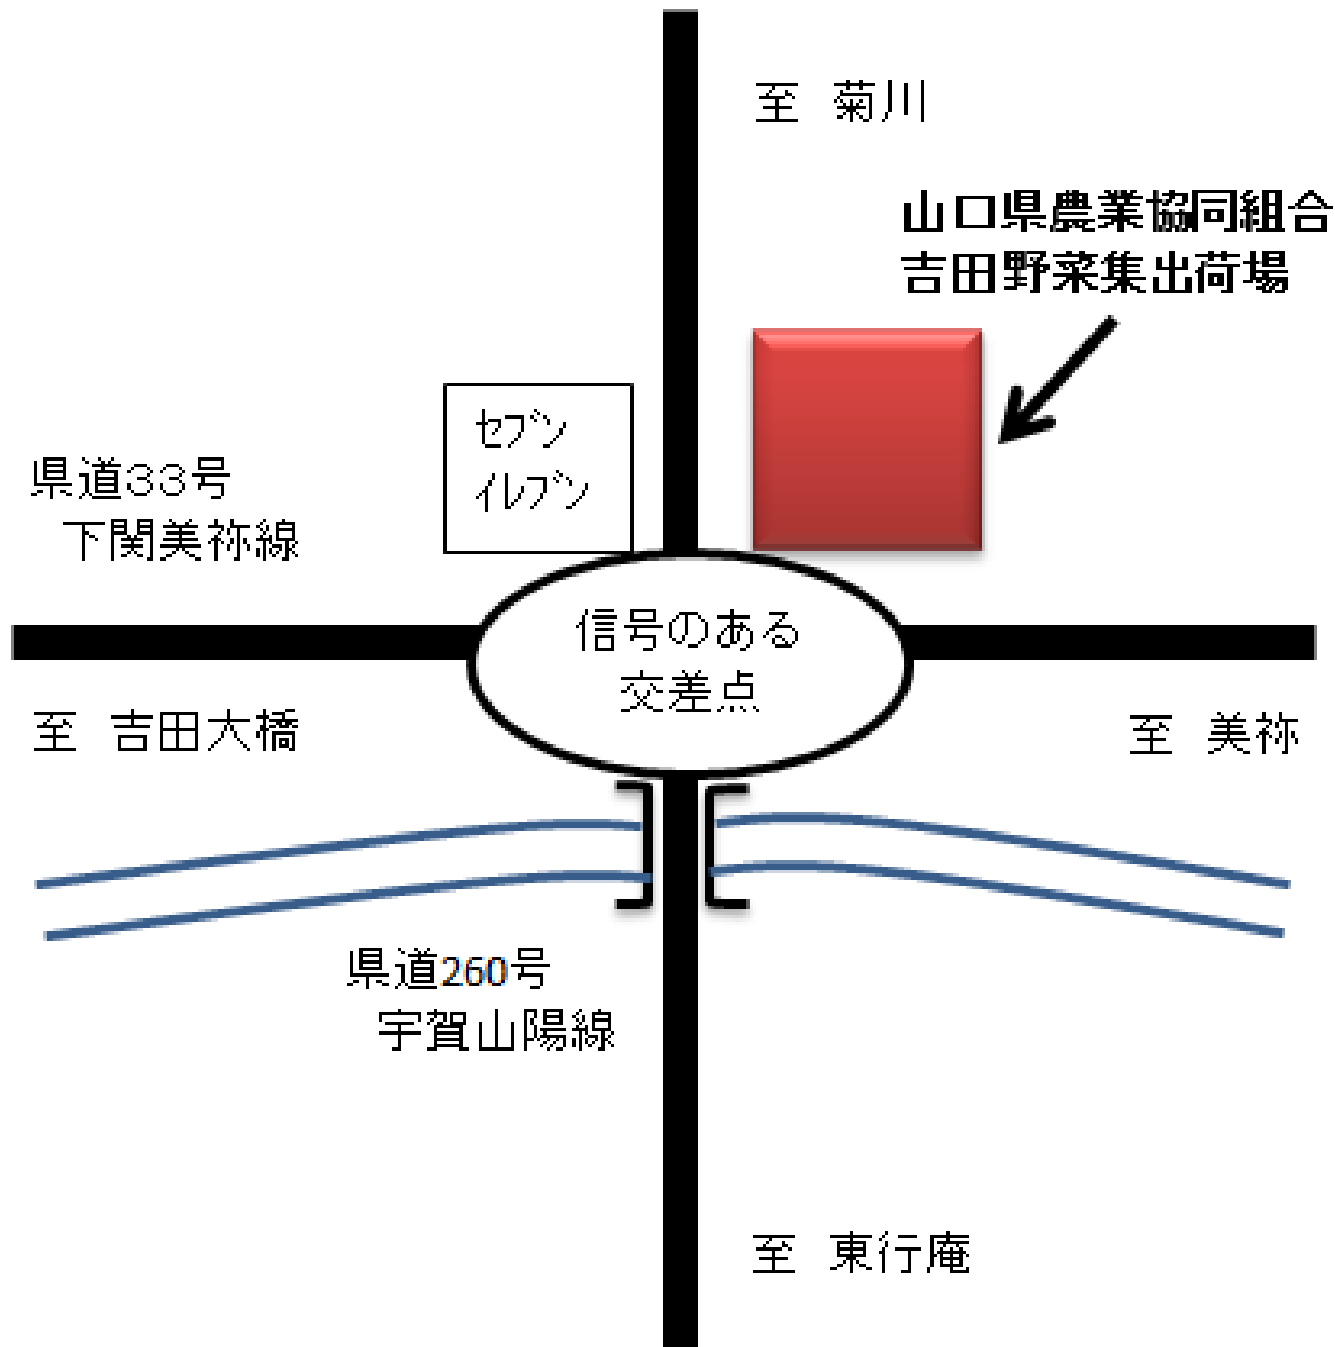 至　菊川
山口県農業協同組合
吉田野菜集出荷場
ｾﾌﾞﾝ
ｲﾚﾌﾞﾝ
県道３３号
下関美祢線
信号のある
交差点
至　吉田大橋
至　美祢
県道260号
宇賀山陽線
至　東行庵